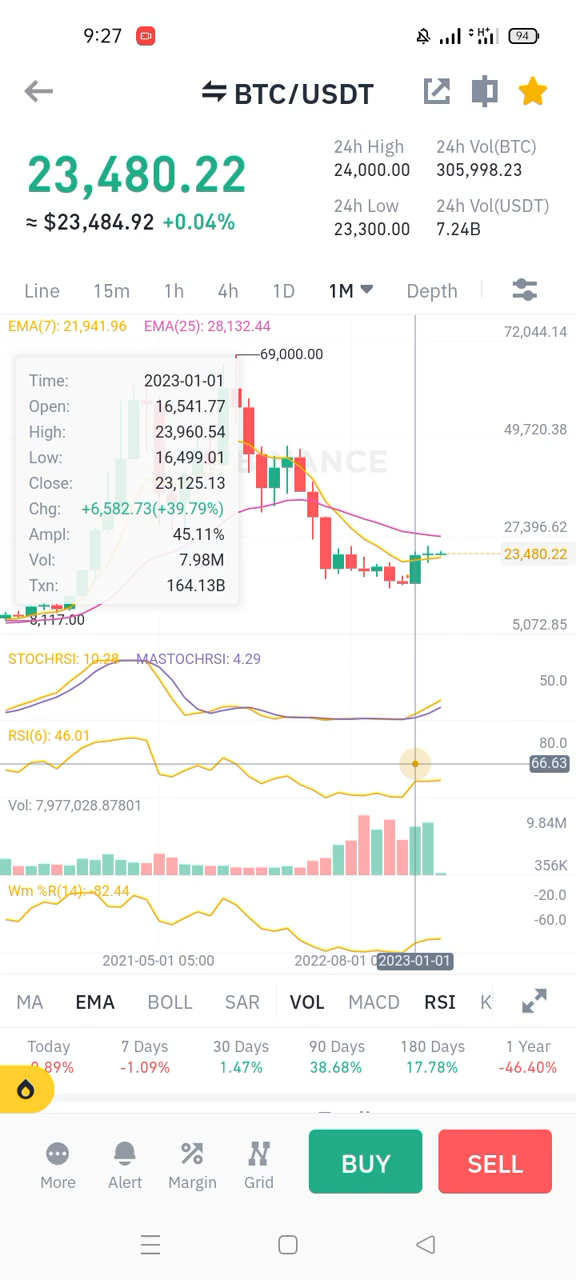 9:27 H+ 94
BTC/USDT
23,480.22
≈ $23,484.92 +0.04%
24h High
24,000.00
24h Vol(BTC)
305,998.23
24h Low
23,300.00
24h Vol(USDT)
7.24B
Line 15m 1h 4h 1D 1M Depth
EMA(7): 21,941.96 EMA(25): 28,132.44
72,044.14
69,000.00
Time: 2023-01-01
Open: 16,541.77
High: 23,960.54
Low: 16,499.01
Close: 23,125.13
Chg: +6,582.73(+39.79%)
Ampl: 45.11%
Vol: 7.98M
Txn: 164.13B
BINANCE
49,720.38
27,396.62
23,480.22
8,117.00
5,072.85
STOCHRSI: 10.28 MASTOCHRSI: 4.29
50.0
RSI(6): 46.01
80.0
66.63
Vol: 7,977,028.87801
9.84M
356K
Wm %R(14):-82.44
-20.0
-60.0
2021-05-01 05:00 2022-08-01 0 2023-01-01
MA EMA BOLL SAR VOL MACD RSI K
Today 7 Days 30 Days 90 Days 180 Days 1 Year
0.89% -1.09% 1.47% 38.68% 17.78% -46.40%
More Alert Margin Grid
BUY SELL